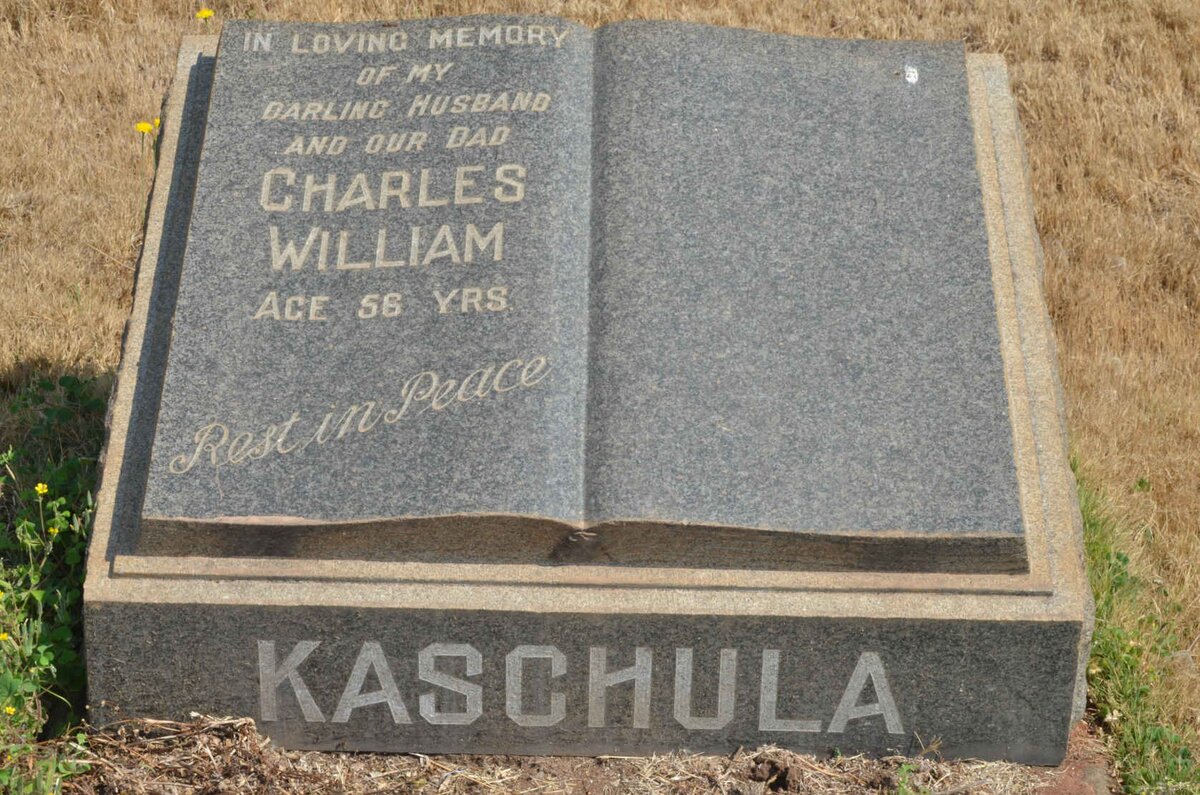 IN LOVING MEMORY
OF MY
DARLING HUSBAND
AND OUR DAD
CHARLES
WILLIAM
AGE 56 YRS.
Rest in Peace.
KASCHULA